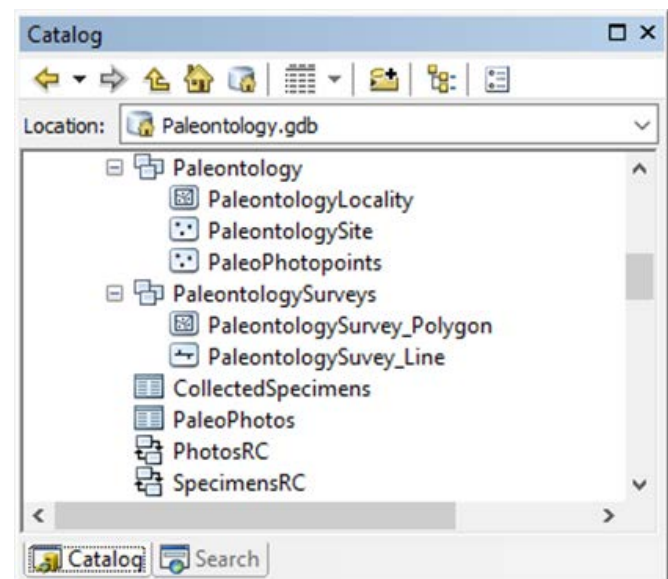 Catalog
Location: Paleontology.gdb
Paleontology
PaleontologyLocality
PaleontologySite
PaleoPhotopoints
PaleontologySurveys
PaleontologySurvey_Polygon
PaleontologySuvey_Line
CollectedSpecimens
PaleoPhotos
PhotosRC
SpecimensRC
Catalog Search